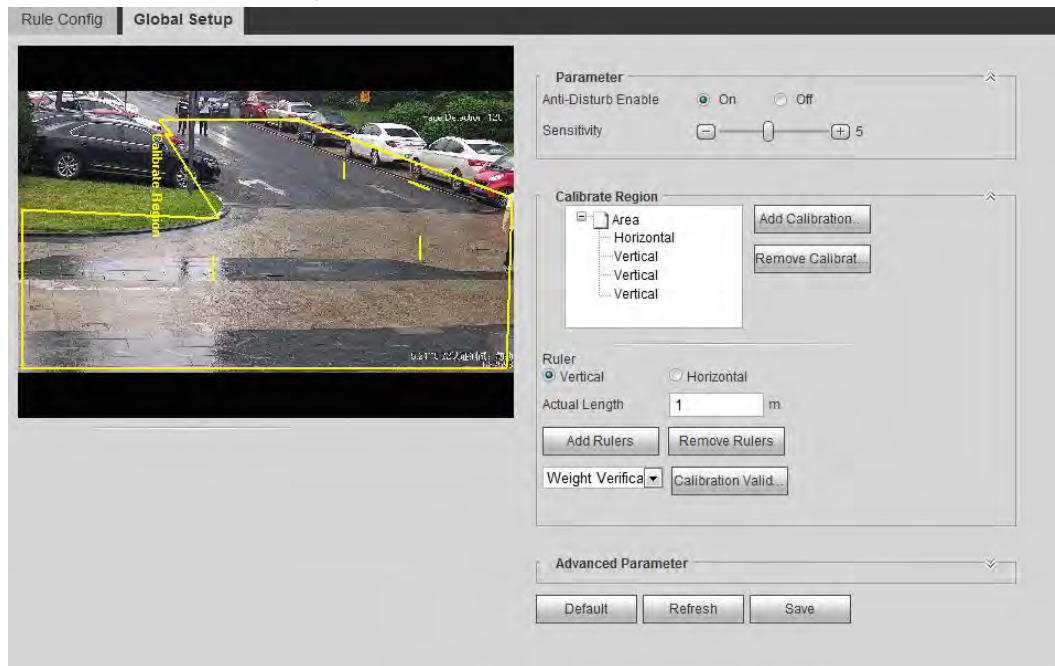 Rule Config Global Setup
Calibrate Region
Parameter
Anti-Disturb Enable On Off
Sensitivity 5
Calibrate Region
Area
Horizontal
Vertical
Vertical
Vertical
Add Calibration...
Remove Calibrat...
Ruler
Vertical Horizontal
Actual Length 1 m
Add Rulers Remove Rulers
Weight Verifica Calibration Valid...
Advanced Parameter
Default Refresh Save